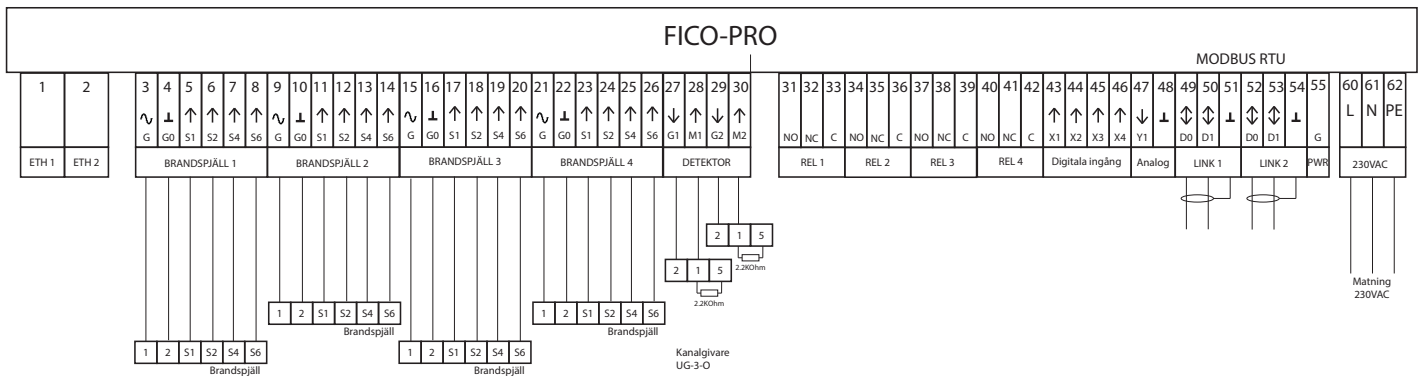 FICO-PRO
MODBUS RTU
1 2 3 4 5 6 7 8 9 10 11 12 13 14 15 16 17 18 19 20 21 22 23 24 25 26 27 28 29 30 31 32 33 34 35 36 37 38 39 40 41 42 43 44 45 46 47 48 49 50 51 52 53 54 55 60 61 62
L N PE
G G0 S1 S2 S4 S6 G G0 S1 S2 S4 S6 G G0 S1 S2 S4 S6 G G0 S1 S2 S4 S6 G1 M1 G2 M2 NO NC C NO NC C NO NC C NO NC C X1 X2 X3 X4 Y1 D0 D1 D0 D1 G
ETH 1 ETH 2 BRANDSPJÄLL 1 BRANDSPJÄLL 2 BRANDSPJÄLL 3 BRANDSPJÄLL 4 DETEKTOR REL 1 REL 2 REL 3 REL 4 Digitala ingång Analog LINK 1 LINK 2 PWR 230VAC
2 1 5
2.2KOhm
2 1 5
2.2KOhm
Matning
230VAC
1 2 S1 S2 S4 S6
Brandspjäll
1 2 S1 S2 S4 S6
Brandspjäll
1 2 S1 S2 S4 S6
Brandspjäll
1 2 S1 S2 S4 S6
Brandspjäll
Kanalgivare
UG-3-O